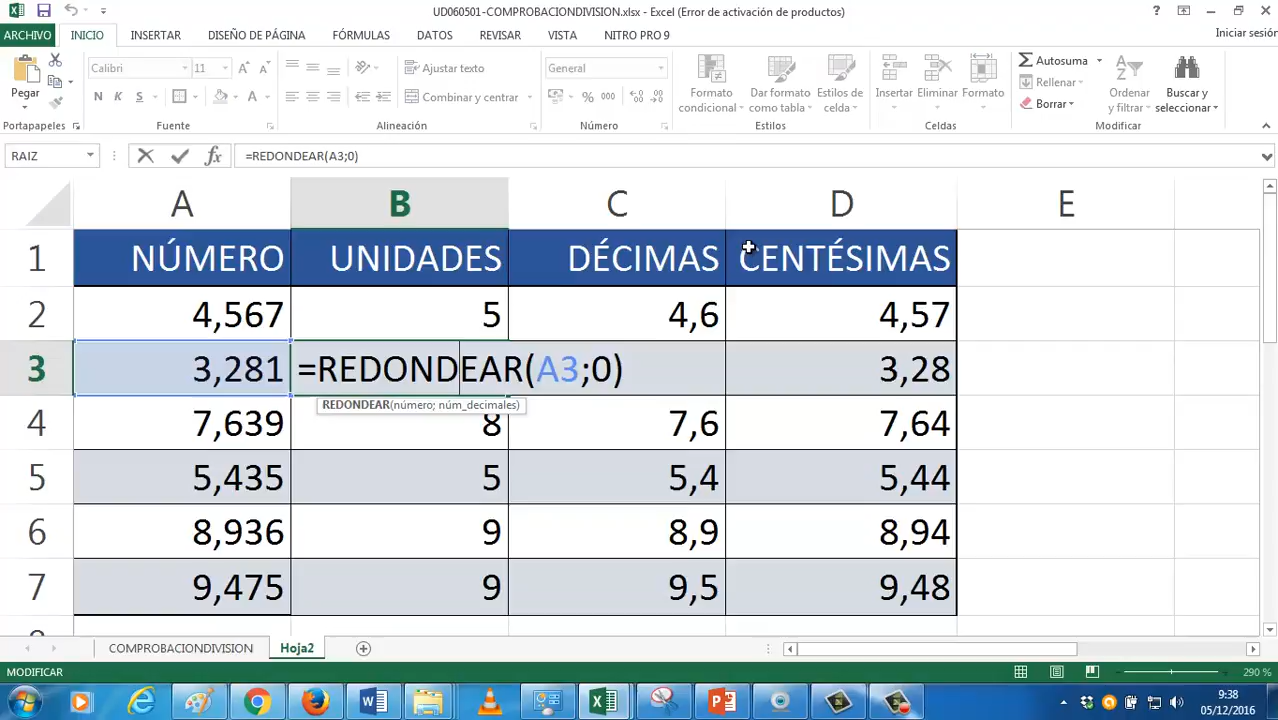 UD060501-COMPROBACIONDIVISION.xlsx - Excel (Error de activación de productos)
ARCHIVO INICIO INSERTAR DISEÑO DE PÁGINA FÓRMULAS DATOS REVISAR VISTA NITRO PRO 9 Iniciar sesión
Pegar
Calibri 11
N K S
Ajustar texto
Combinar y centrar
General
% 000
Formato condicional
Dar formato como tabla
Estilos de celda
Insertar Eliminar Formato
Autosuma
Rellenar
Borrar
Ordenar y filtrar
Buscar y seleccionar
Portapapeles Fuente Alineación Número Estilos Celdas Modificar
RAIZ fx =REDONDEAR(A3;0)
A B C D E
1 NÚMERO UNIDADES DÉCIMAS CENTÉSIMAS
2 4,567 5 4,6 4,57
3 3,281 =REDONDEAR(A3;0) 3,28
REDONDEAR(número; núm_decimales)
4 7,639 8 7,6 7,64
5 5,435 5 5,4 5,44
6 8,936 9 8,9 8,94
7 9,475 9 9,5 9,48
COMPROBACIONDIVISION Hoja2
MODIFICAR 290 %
9:38
05/12/2016